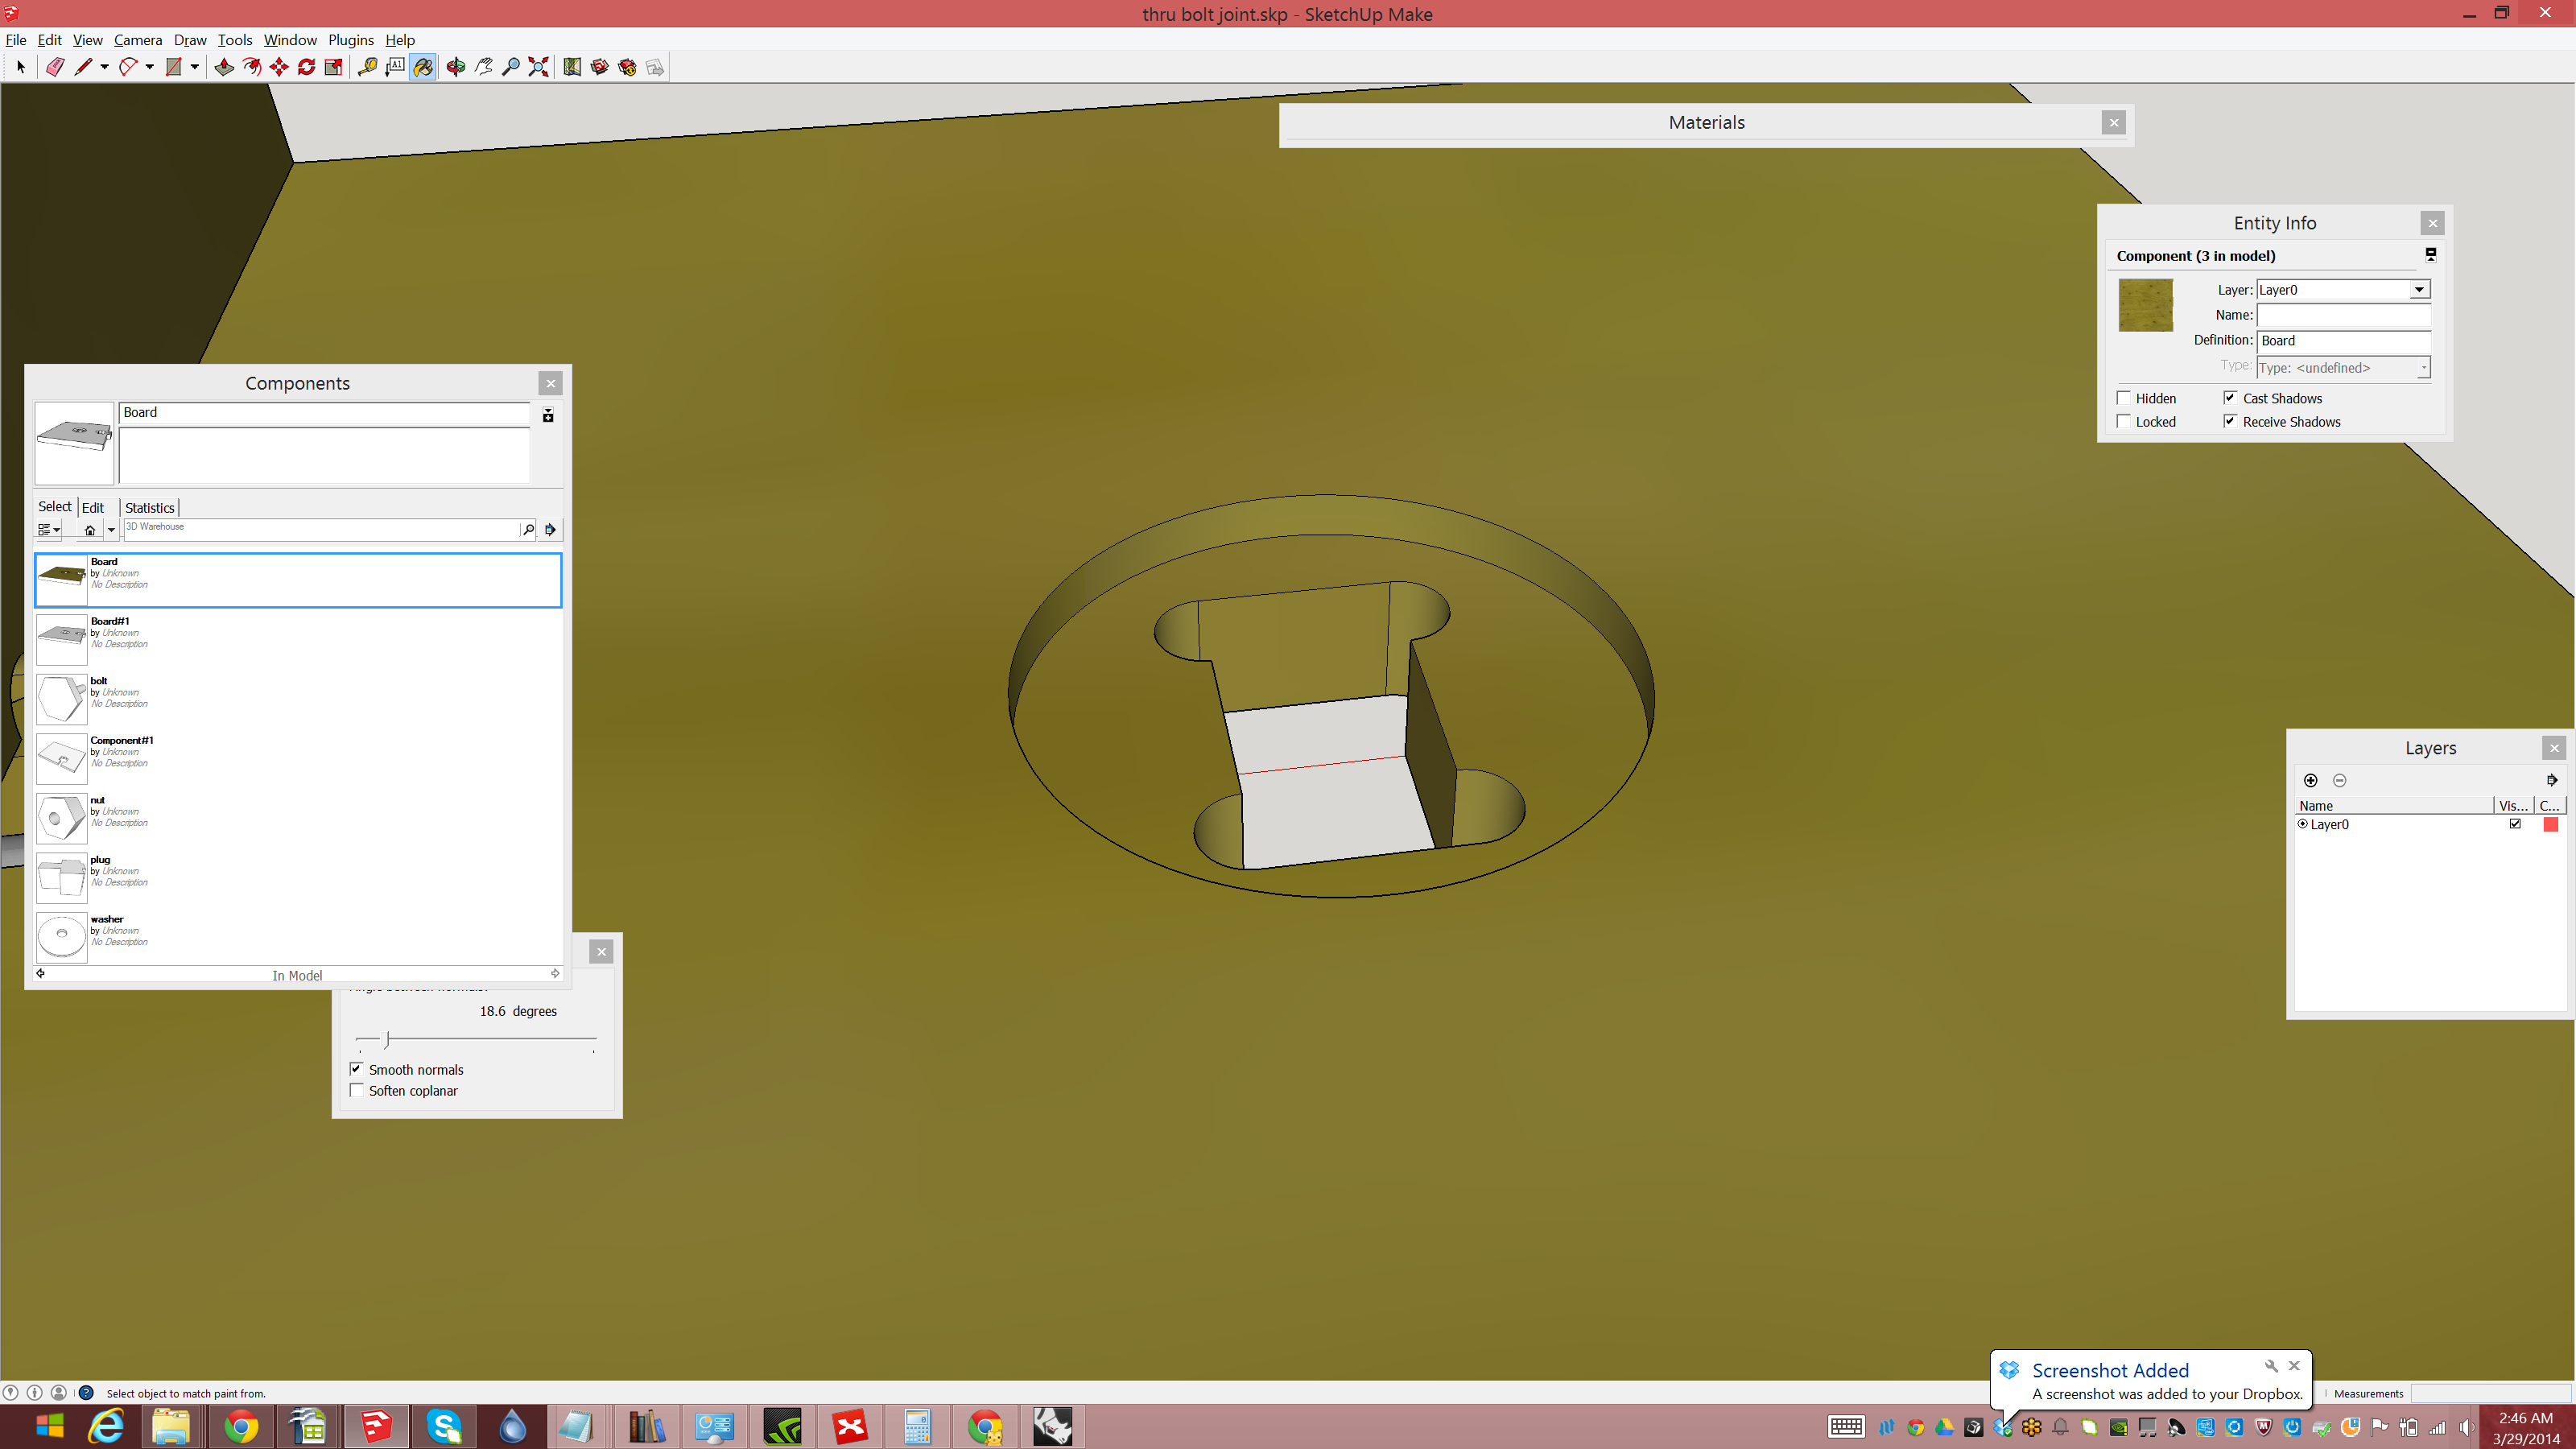 thru bolt joint.skp - SketchUp Make
File Edit View Camera Draw Tools Window Plugins Help
Materials
Entity Info
Component (3 in model)
Layer: Layer0
Name:
Definition: Board
Type: Type: <undefined>
Hidden Cast Shadows
Locked Receive Shadows
Components
Board
Select Edit Statistics
3D Warehouse
Board
by Unknown
No Description
Board#1
by Unknown
No Description
bolt
by Unknown
No Description
Component#1
by Unknown
No Description
nut
by Unknown
No Description
plug
by Unknown
No Description
washer
by Unknown
No Description
In Model
18.6 degrees
Smooth normals
Soften coplanar
Layers
Name Vis... C...
Layer0
Screenshot Added
A screenshot was added to your Dropbox.
Select object to match paint from.
Measurements
2:46 AM
3/29/2014